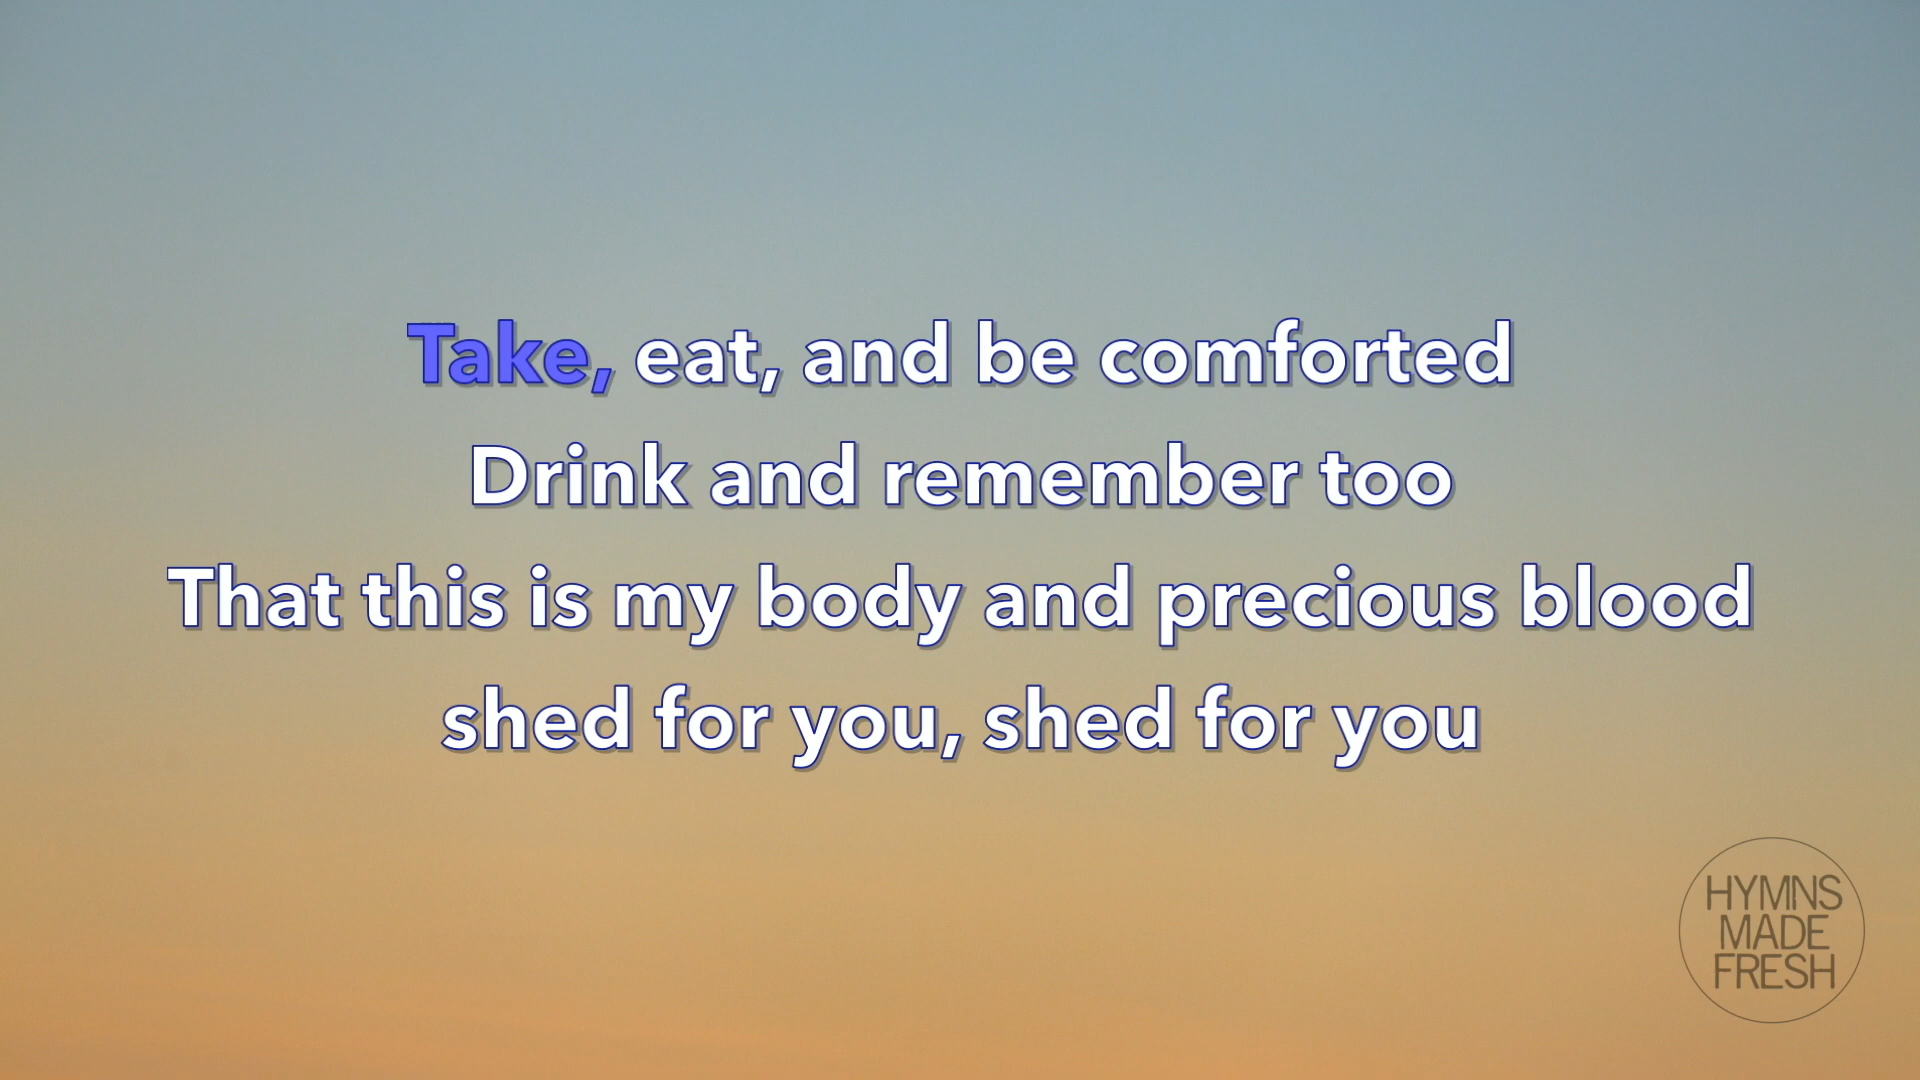 Take, eat, and be comforted
Drink and remember too
That this is my body and precious blood
shed for you, shed for you
HYMNS
MADE
FRESH